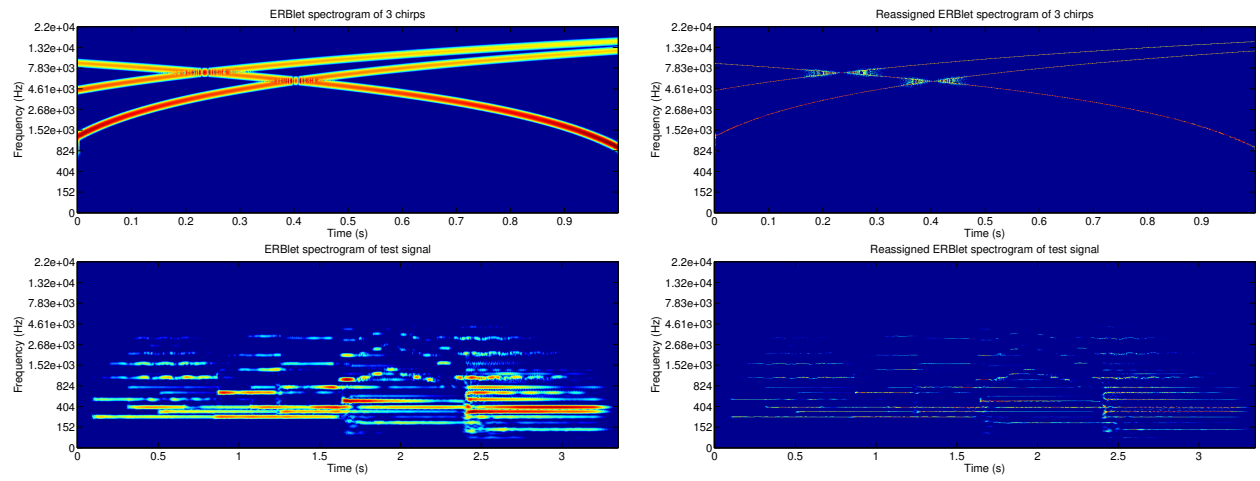 ERBlet spectrogram of 3 chirps
Frequency (Hz)
2.2e+04
1.32e+04
7.83e+03
4.61e+03
2.68e+03
1.52e+03
824
404
152
0
0 0.1 0.2 0.3 0.4 0.5 0.6 0.7 0.8 0.9
Time (s)
Reassigned ERBlet spectrogram of 3 chirps
Frequency (Hz)
2.2e+04
1.32e+04
7.83e+03
4.61e+03
2.68e+03
1.52e+03
824
404
152
0
0 0.1 0.2 0.3 0.4 0.5 0.6 0.7 0.8 0.9
Time (s)
ERBlet spectrogram of test signal
Frequency (Hz)
2.2e+04
1.32e+04
7.83e+03
4.61e+03
2.68e+03
1.52e+03
824
404
152
0
0 0.5 1 1.5 2 2.5 3
Time (s)
Reassigned ERBlet spectrogram of test signal
Frequency (Hz)
2.2e+04
1.32e+04
7.83e+03
4.61e+03
2.68e+03
1.52e+03
824
404
152
0
0 0.5 1 1.5 2 2.5 3
Time (s)